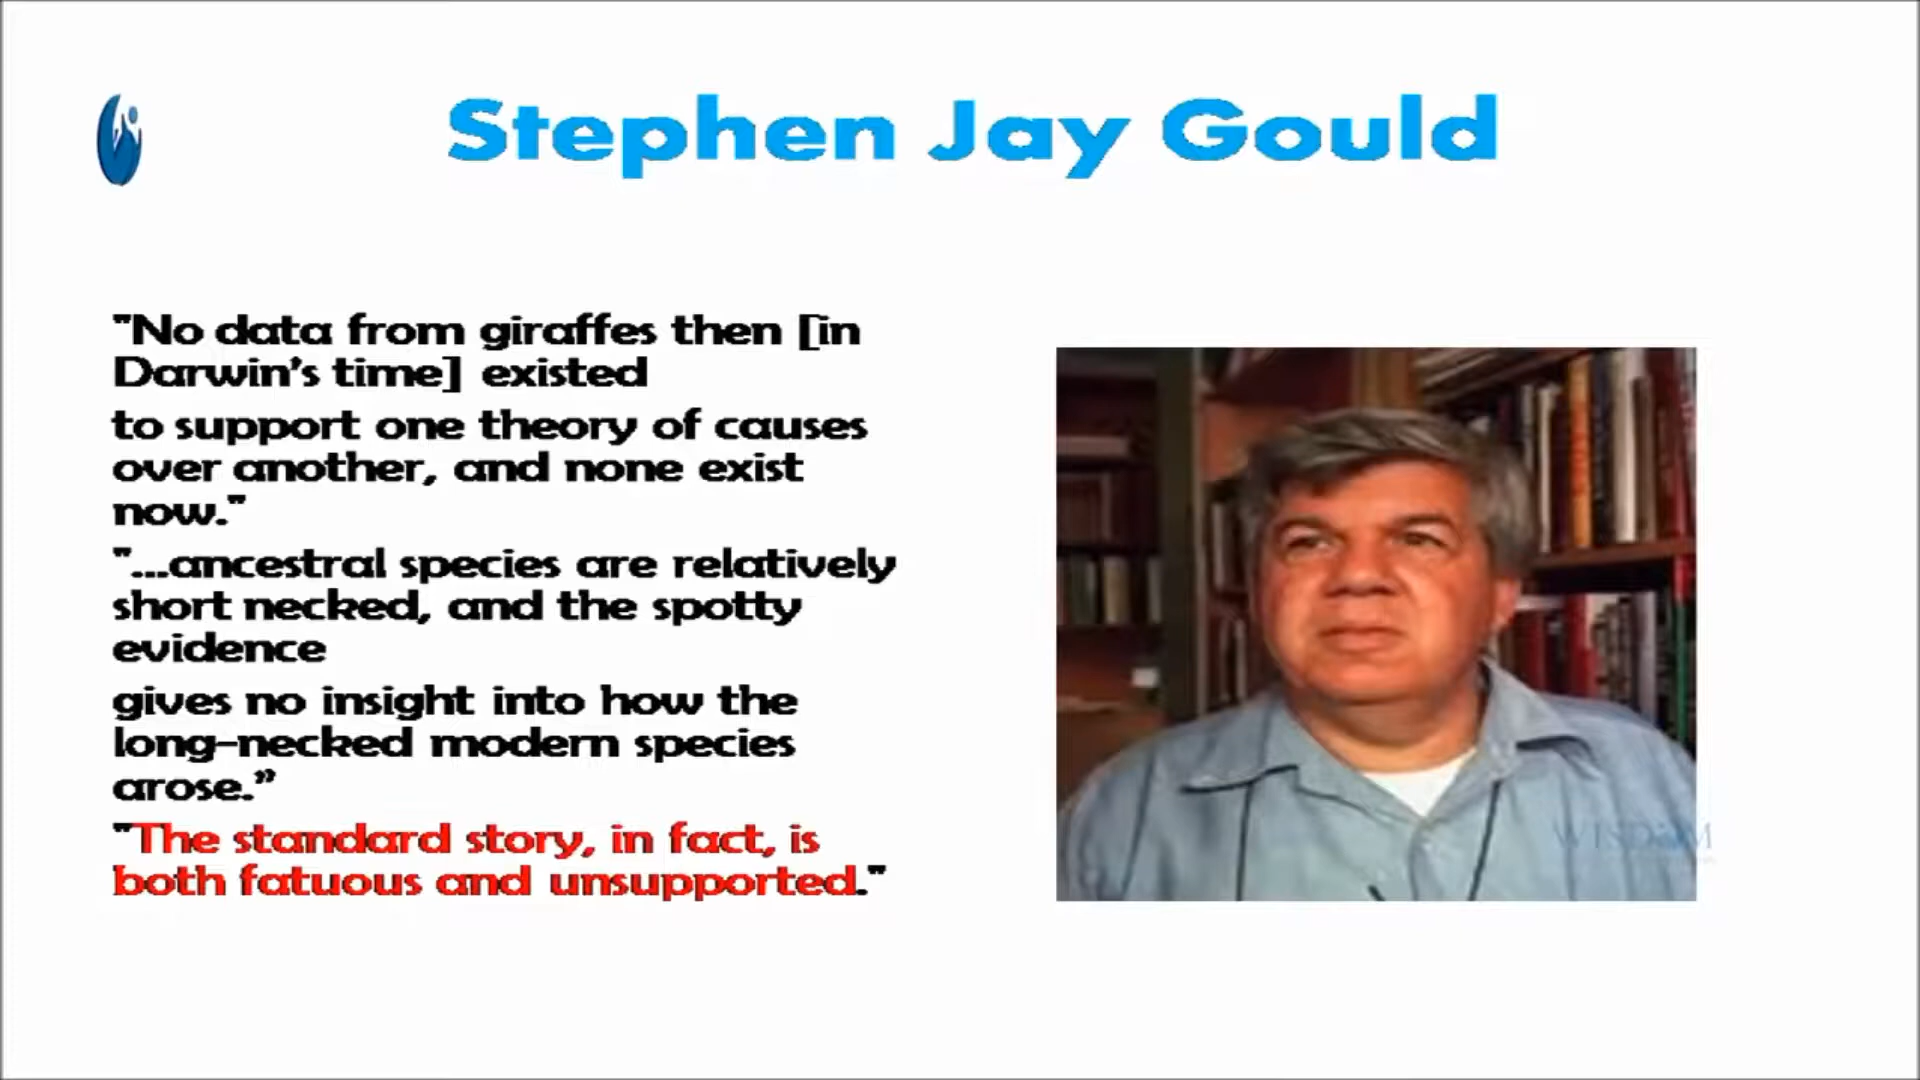 Stephen Jay Gould
"No data from giraffes then [in
Darwin’s time] existed
to support one theory of causes
over another, and none exist
now."
"...ancestral species are relatively
short necked, and the spotty
evidence
gives no insight into how the
long-necked modern species
arose.”
"The standard story, in fact, is
both fatuous and unsupported."
WISDOM